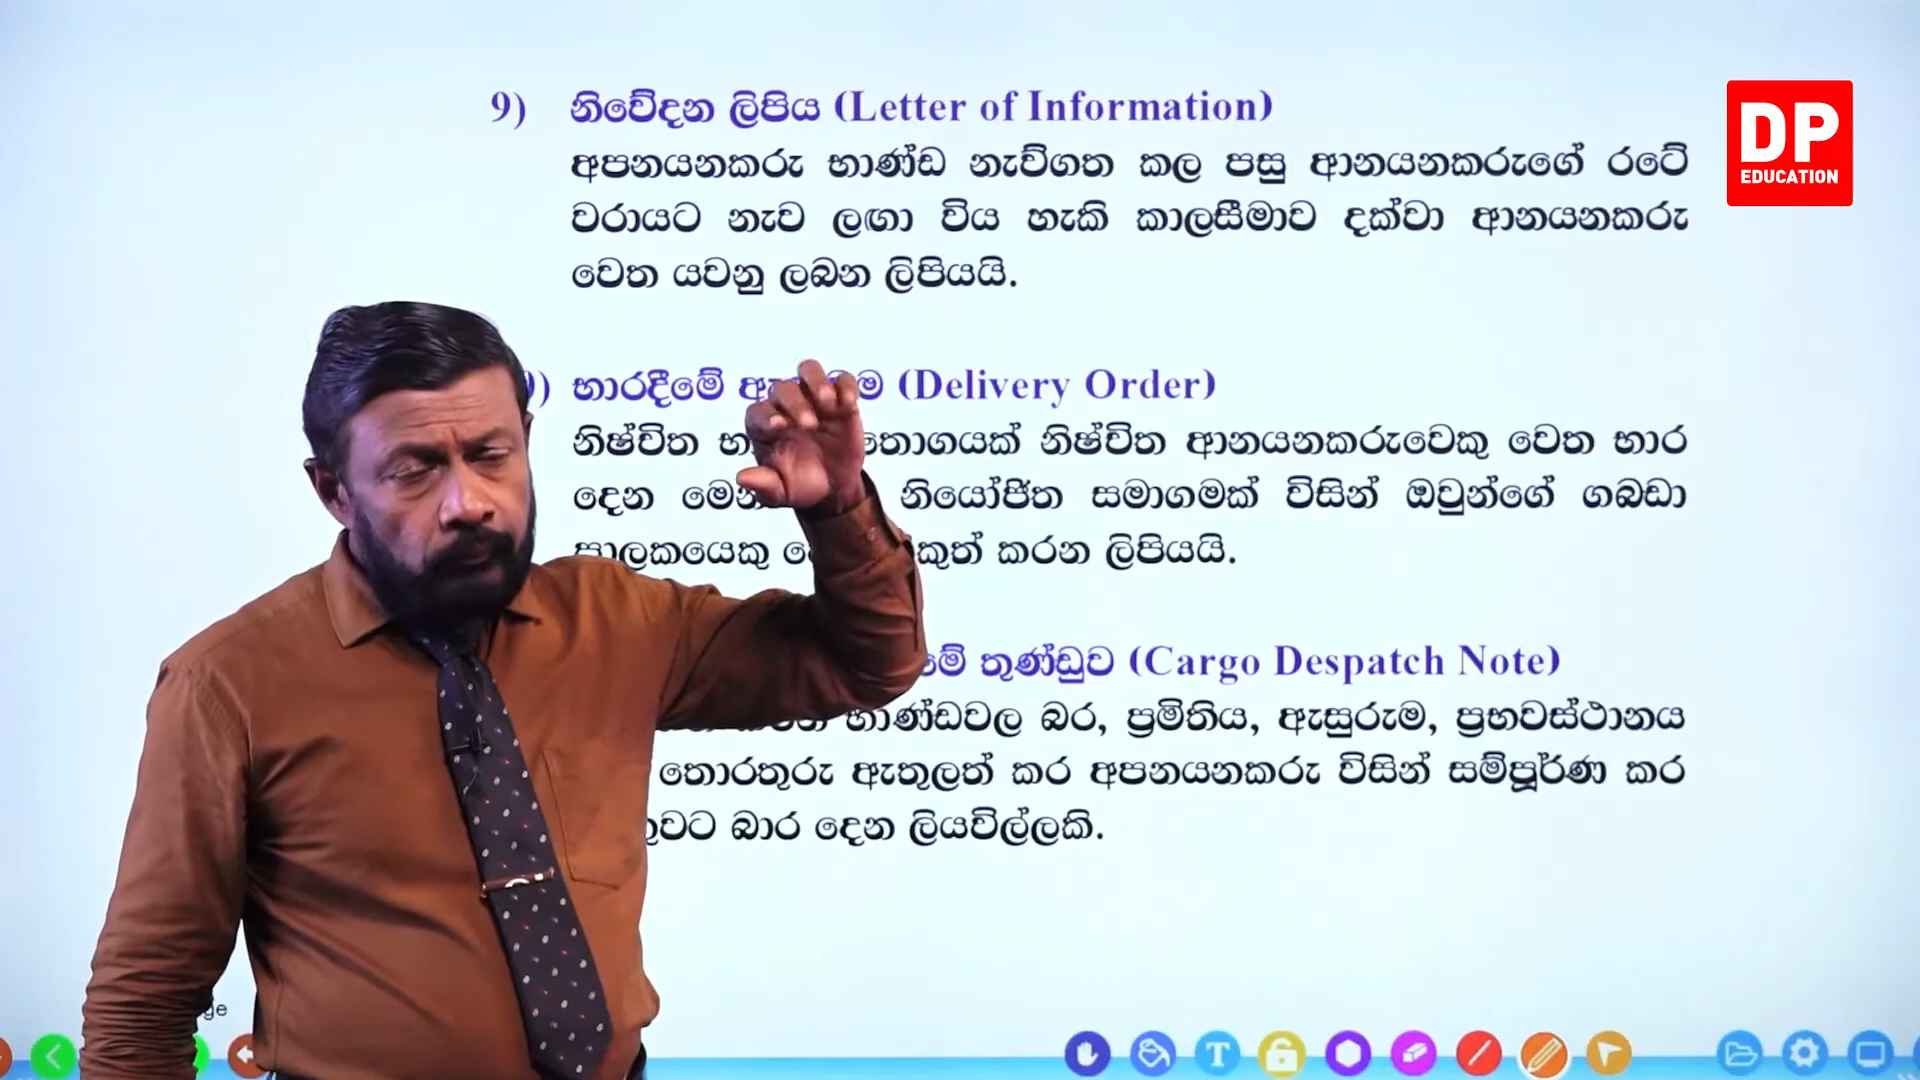 9) නිවේදන ලිපිය (Letter of Information)
අපනයනකරු භාණ්ඩ නැව්ගත කල පසු ආනයනකරුගේ රටේ
වරායට නැව ලඟා විය හැකි කාලසීමාව දක්වා ආනයනකරු
වෙත යවනු ලබන ලිපියයි.
භාරදීමේ (Delivery Order)
නිෂ්චිත තොගයක් නිෂ්චිත ආනයනකරුවෙකු වෙත භාර
දෙන නියෝජිත සමාගමක් විසින් ඔවුන්ගේ ගබඩා
පාලකයෙකු කරන ලිපියයි.
තුණ්ඩුව (Cargo Despatch Note)
භාණ්ඩවල බර, ප්‍රමිතිය, ඇසුරුම, ප්‍රභවස්ථානය
තොරතුරු ඇතුලත් කර අපනයනකරු විසින් සම්පූර්ණ කර
බාර දෙන ලියවිල්ලකි.
DP
EDUCATION